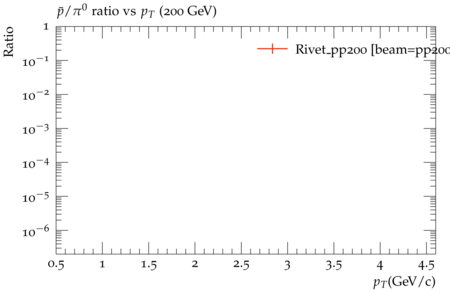 p̄/π⁰ ratio vs p_T (200 GeV)
Ratio
1
10⁻¹
10⁻²
10⁻³
10⁻⁴
10⁻⁵
10⁻⁶
Rivet_pp200 [beam=pp200
0.5 1 1.5 2 2.5 3 3.5 4 4.5
p_T(GeV/c)